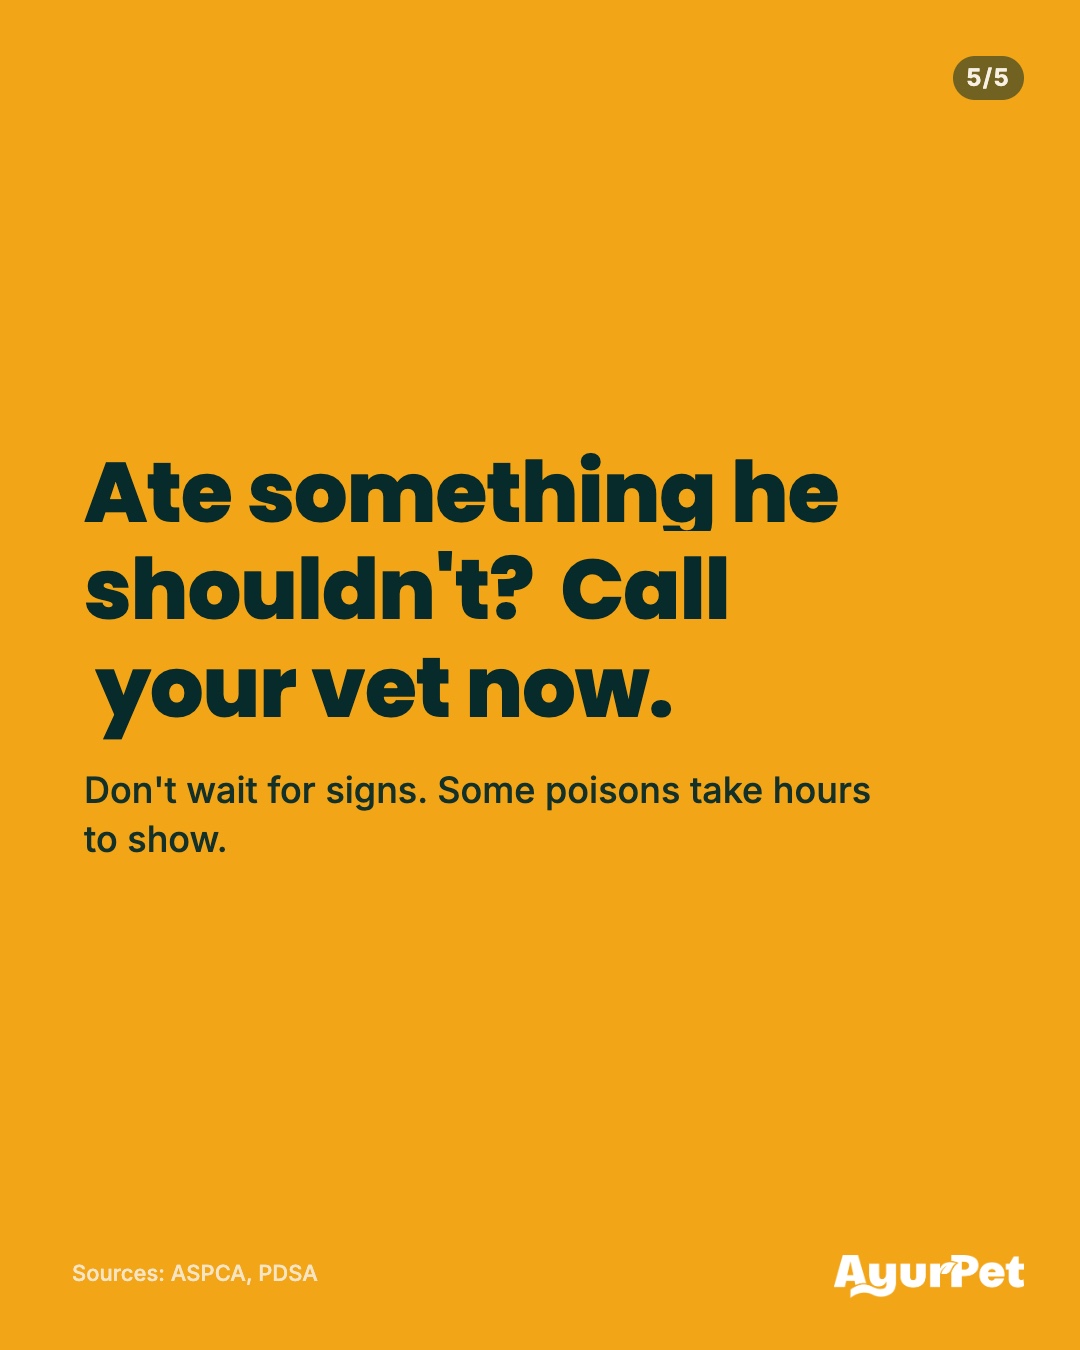 5/5
Ate something he
shouldn't? Call
your vet now.
Don't wait for signs. Some poisons take hours
to show.
Sources: ASPCA, PDSA
AyurPet